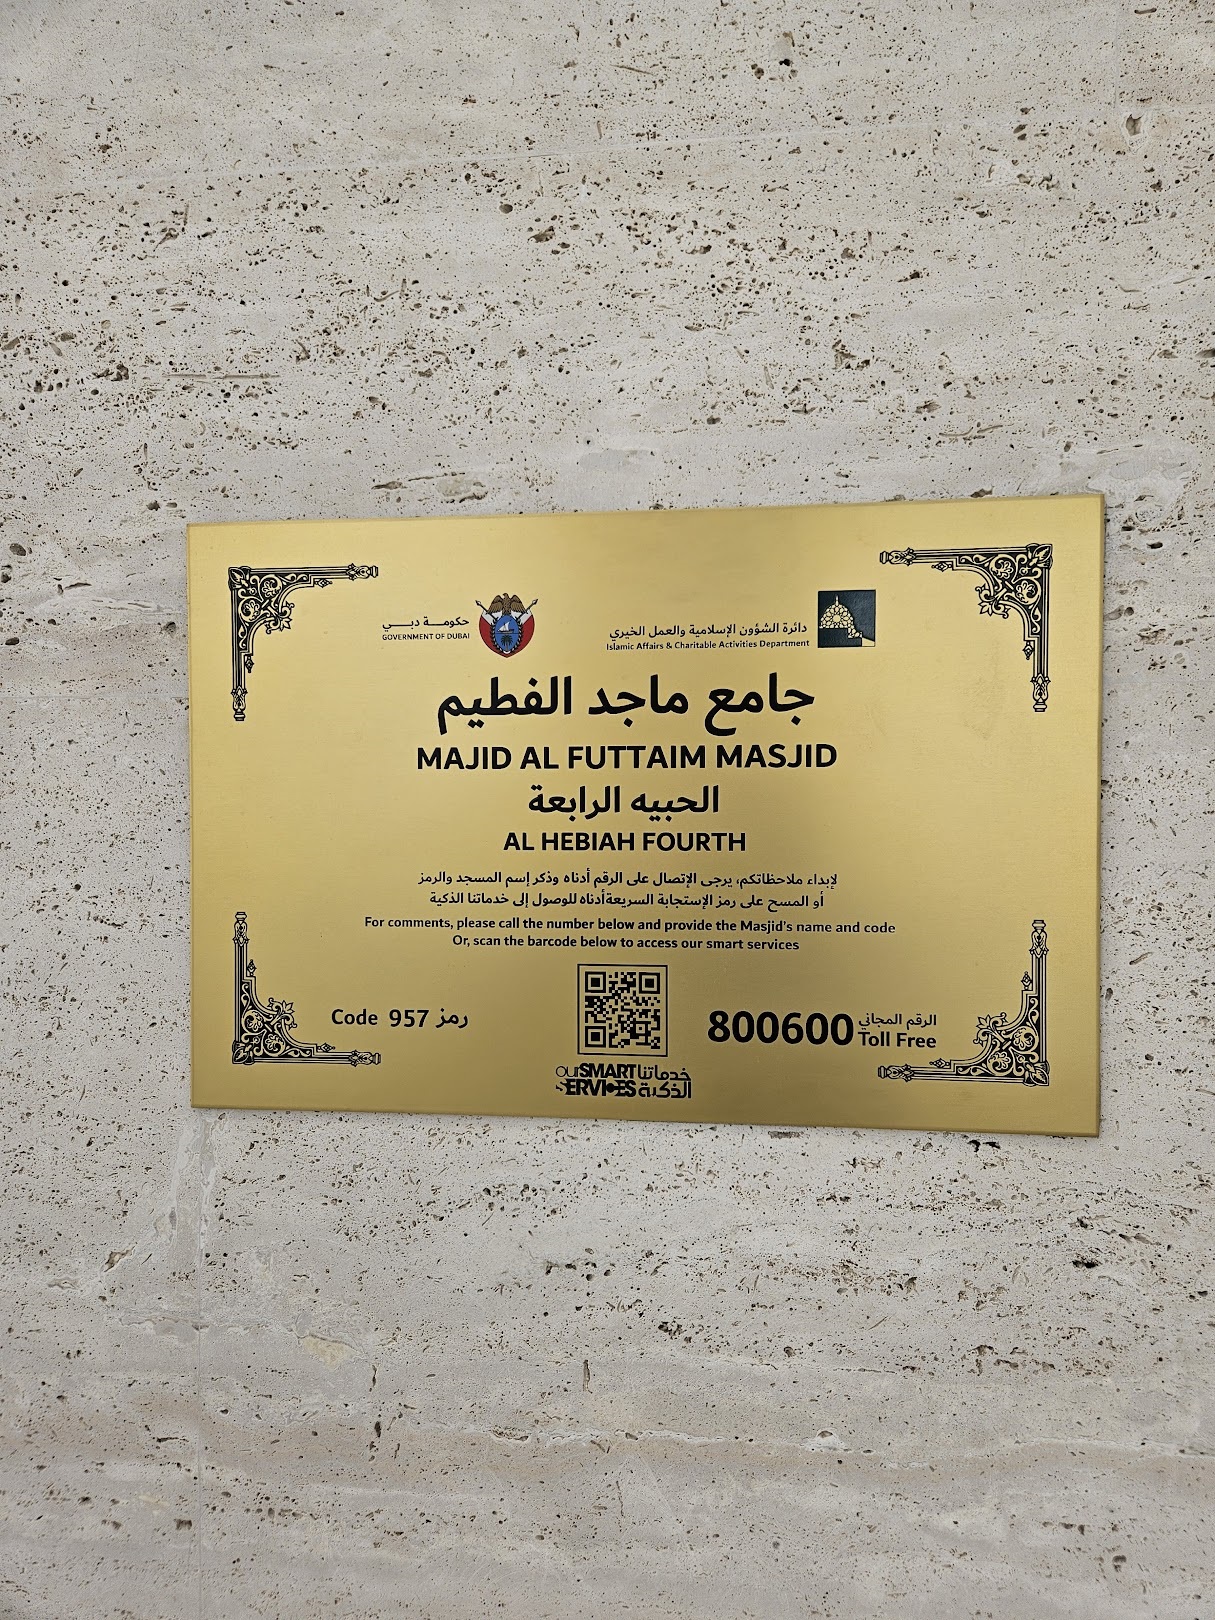 حكومـــة دبـــي
GOVERNMENT OF DUBAI
دائرة الشؤون الإسلامية والعمل الخيري
Islamic Affairs & Charitable Activities Department
جامع ماجد الفطيم
MAJID AL FUTTAIM MASJID
الحبيه الرابعة
AL HEBIAH FOURTH
لإبداء ملاحظاتكم، يرجى الإتصال على الرقم أدناه وذكر إسم المسجد والرمز
أو المسح على رمز الإستجابة السريعةأدناه للوصول إلى خدماتنا الذكية
For comments, please call the number below and provide the Masjid's name and code
Or, scan the barcode below to access our smart services
Code 957 رمز
800600 الرقم المجاني
Toll Free
ourSMART خدماتنا
SERVICES الذكية